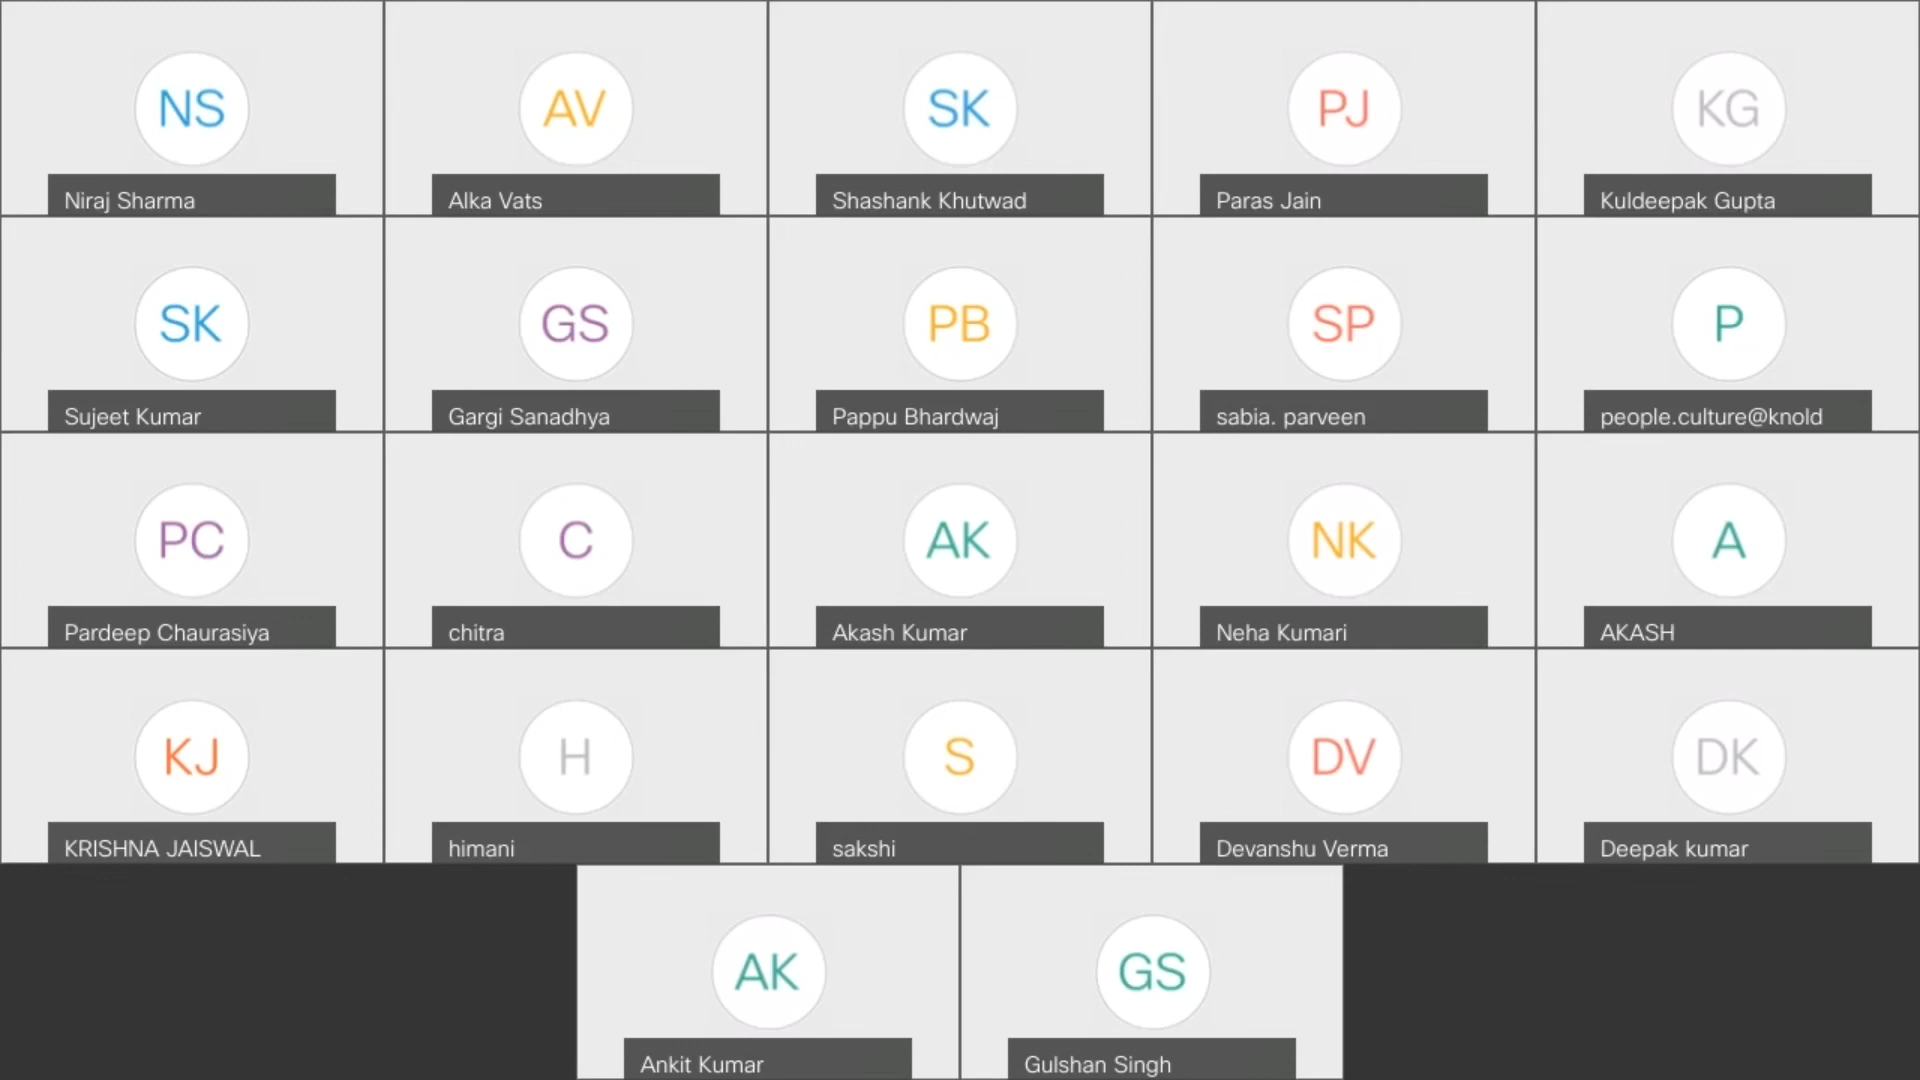 NS
AV
SK
PJ
KG
Niraj Sharma
Alka Vats
Shashank Khutwad
Paras Jain
Kuldeepak Gupta
SK
GS
PB
SP
P
Sujeet Kumar
Gargi Sanadhya
Pappu Bhardwaj
sabia. parveen
people.culture@knold
PC
C
AK
NK
A
Pardeep Chaurasiya
chitra
Akash Kumar
Neha Kumari
AKASH
KJ
H
S
DV
DK
KRISHNA JAISWAL
himani
sakshi
Devanshu Verma
Deepak kumar
AK
GS
Ankit Kumar
Gulshan Singh